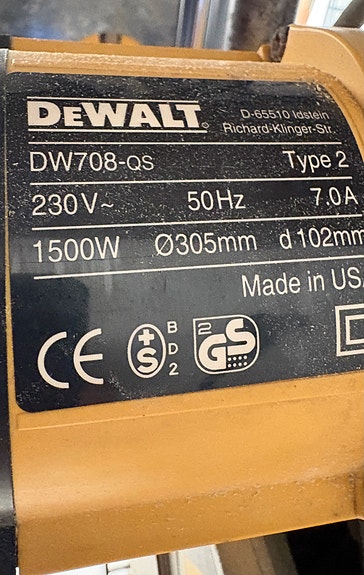 DEWALT
D-65510 Idstein
Richard-Klinger-Str.
DW708-QS Type 2
230V~ 50Hz 7.0A
1500W Ø305mm d 102mm
Made in USA
CE +S BD2 2 GS